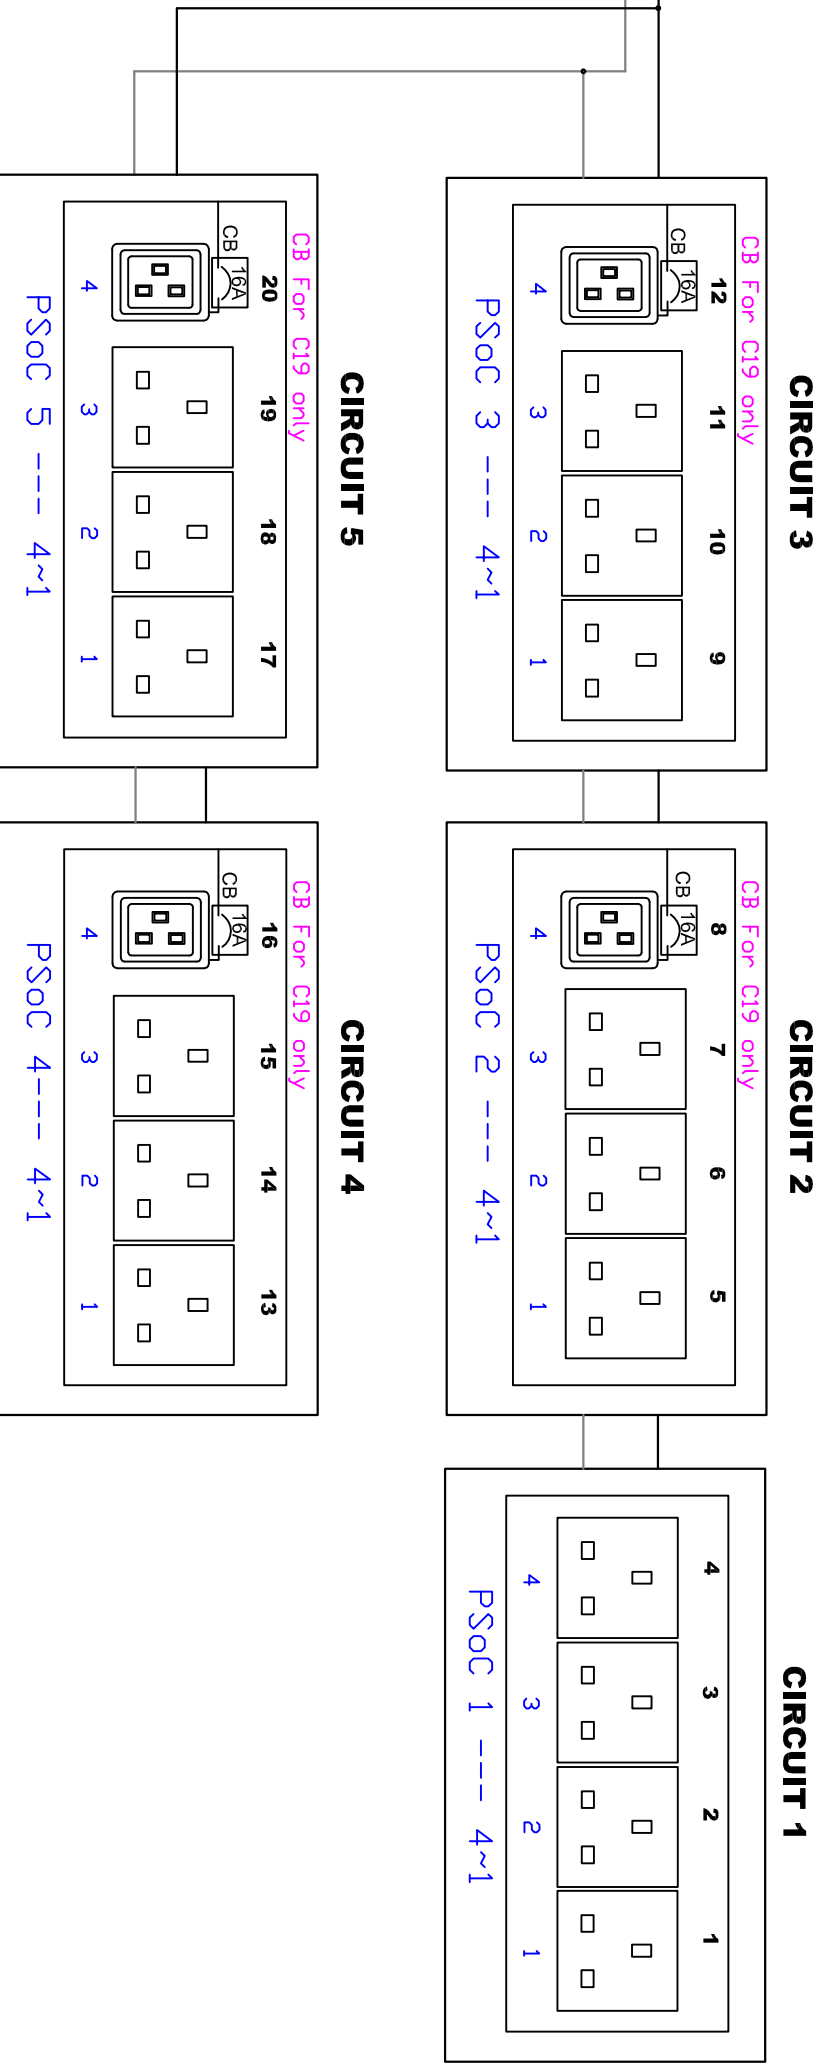 CIRCUIT 3
CB For C19 only
12 11 10 9
CB
16A
4 3 2 1
PSoC 3 --- 4~1
CIRCUIT 2
CB For C19 only
8 7 6 5
CB
16A
4 3 2 1
PSoC 2 --- 4~1
CIRCUIT 1
4 3 2 1
4 3 2 1
PSoC 1 --- 4~1
CIRCUIT 5
CB For C19 only
20 19 18 17
CB
16A
4 3 2 1
PSoC 5 --- 4~1
CIRCUIT 4
CB For C19 only
16 15 14 13
CB
16A
4 3 2 1
PSoC 4--- 4~1